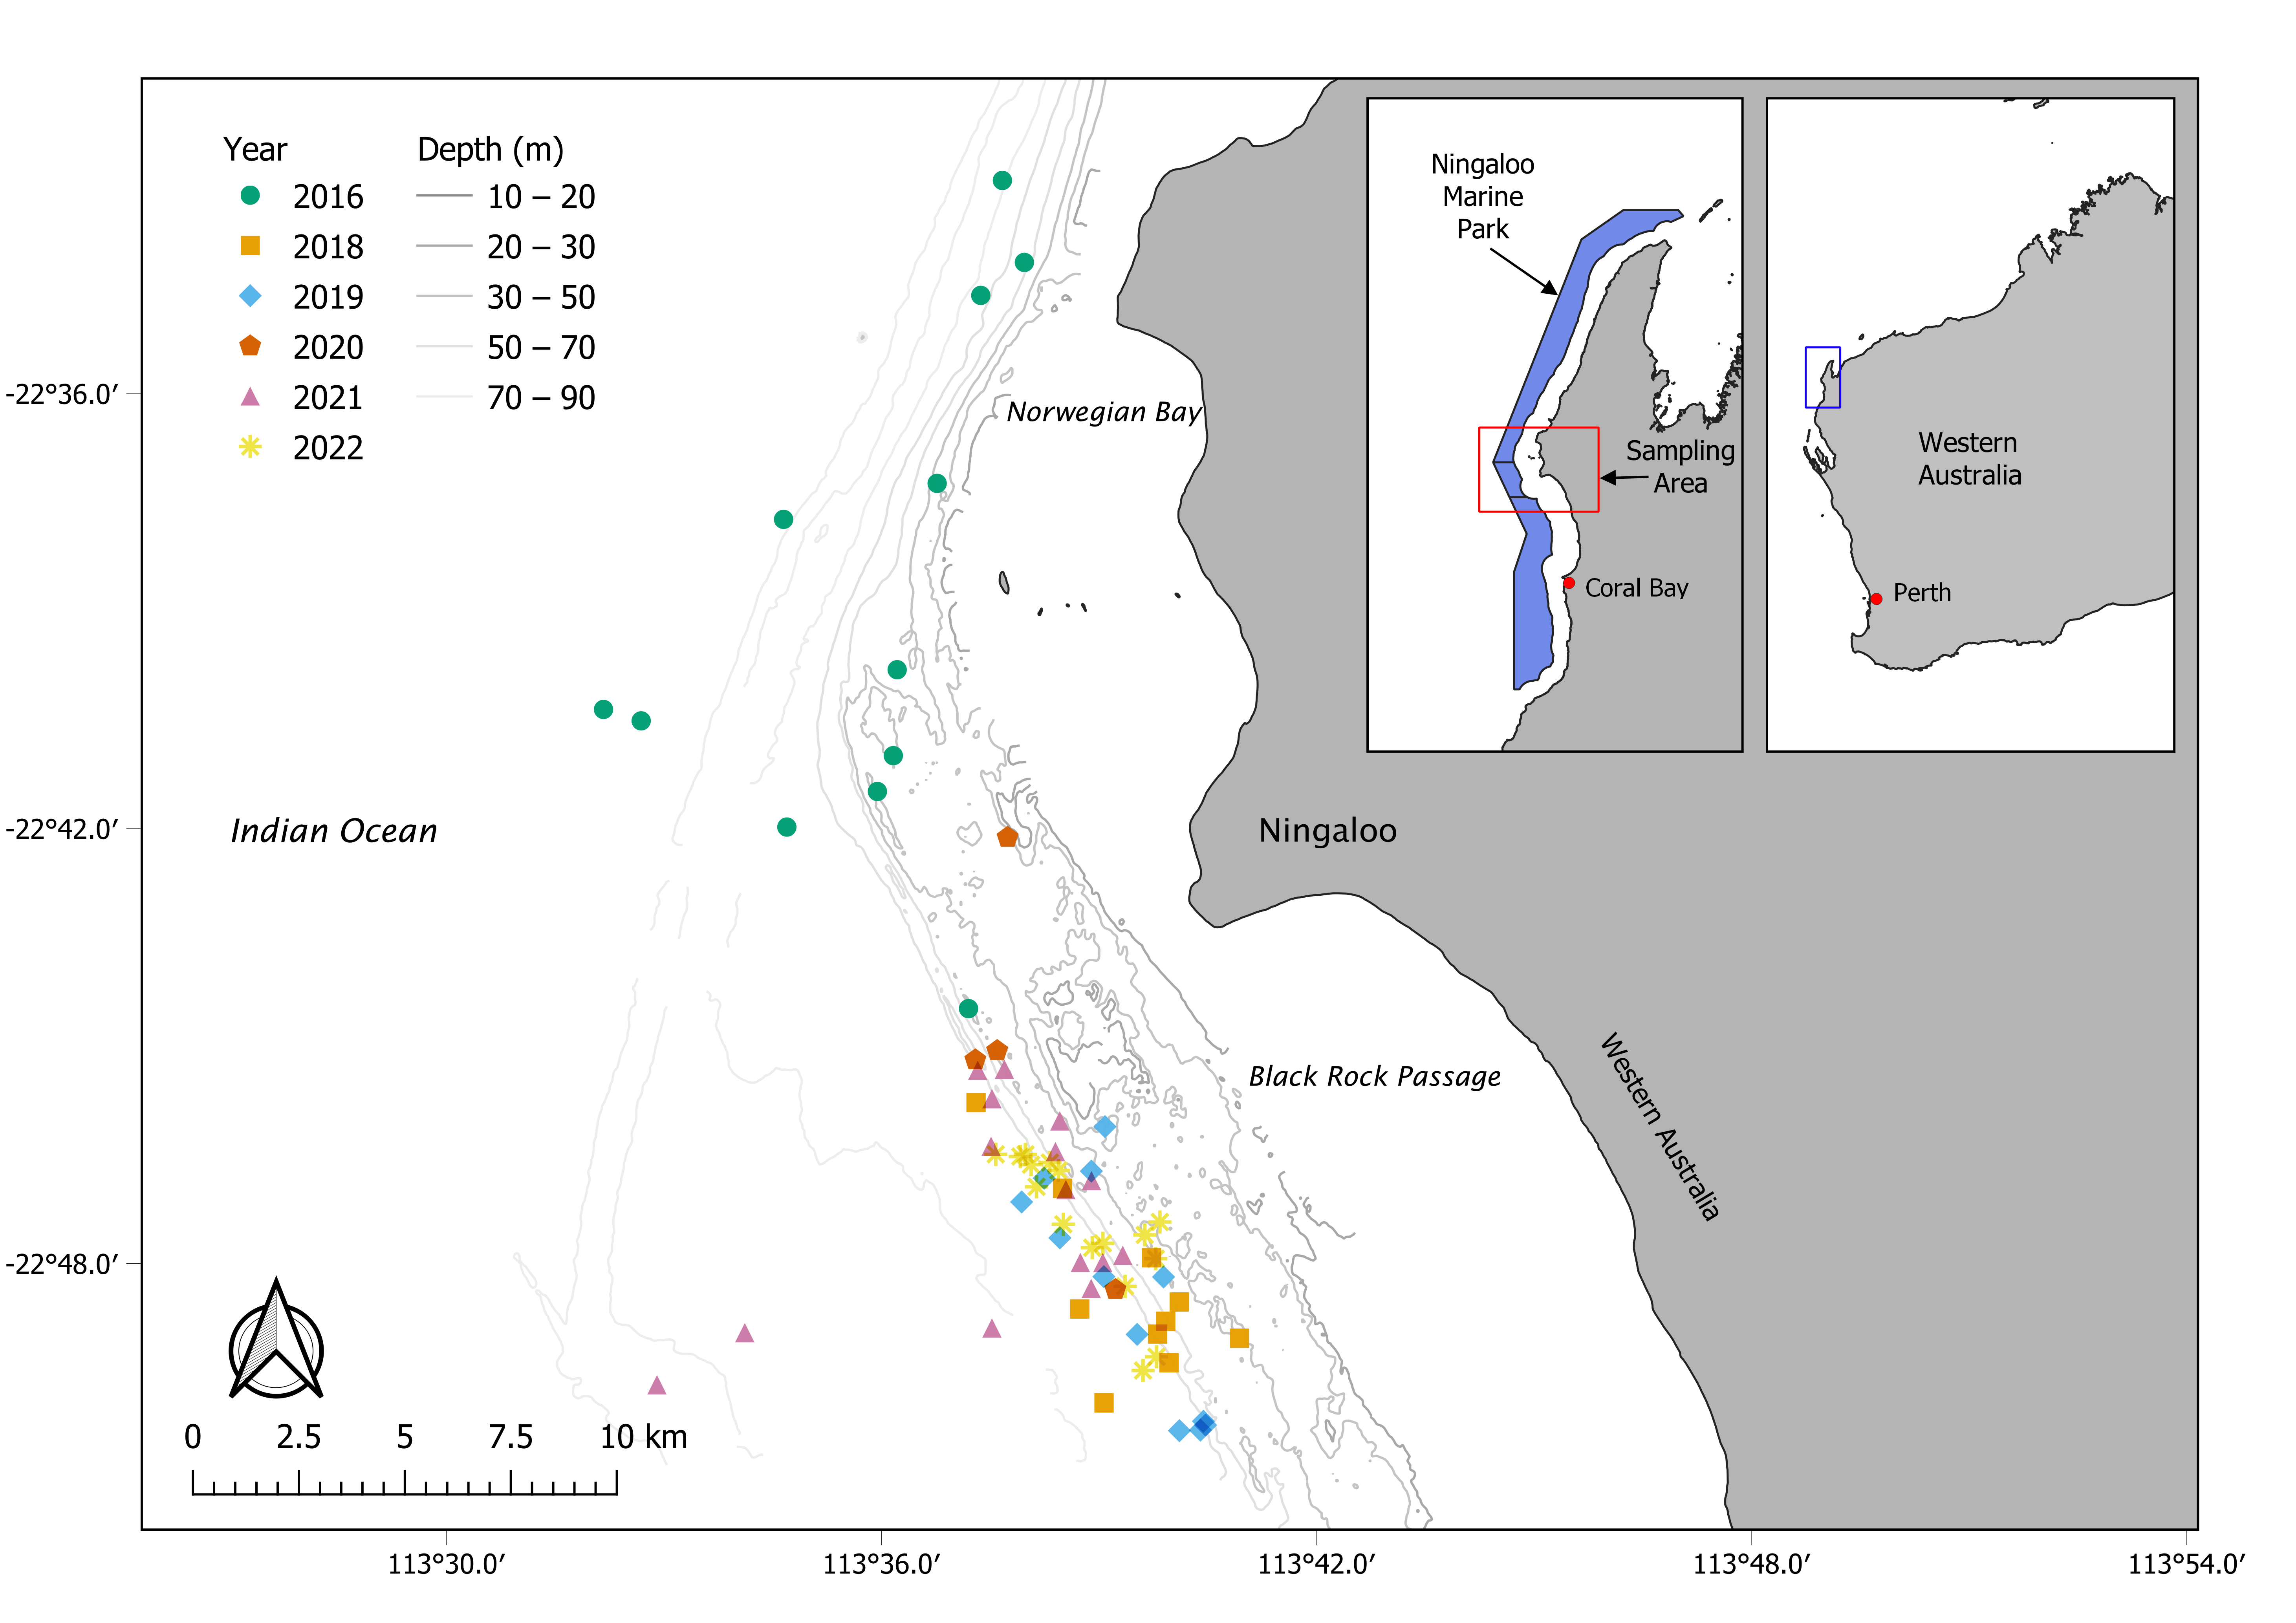 Year
2016
2018
2019
2020
2021
2022
Depth (m)
10 – 20
20 – 30
30 – 50
50 – 70
70 – 90
Ningaloo
Marine
Park
Sampling
Area
Coral Bay
Western
Australia
Perth
Norwegian Bay
Indian Ocean
Ningaloo
Black Rock Passage
Western Australia
0 2.5 5 7.5 10 km
-22°36.0′
-22°42.0′
-22°48.0′
113°30.0′ 113°36.0′ 113°42.0′ 113°48.0′ 113°54.0′